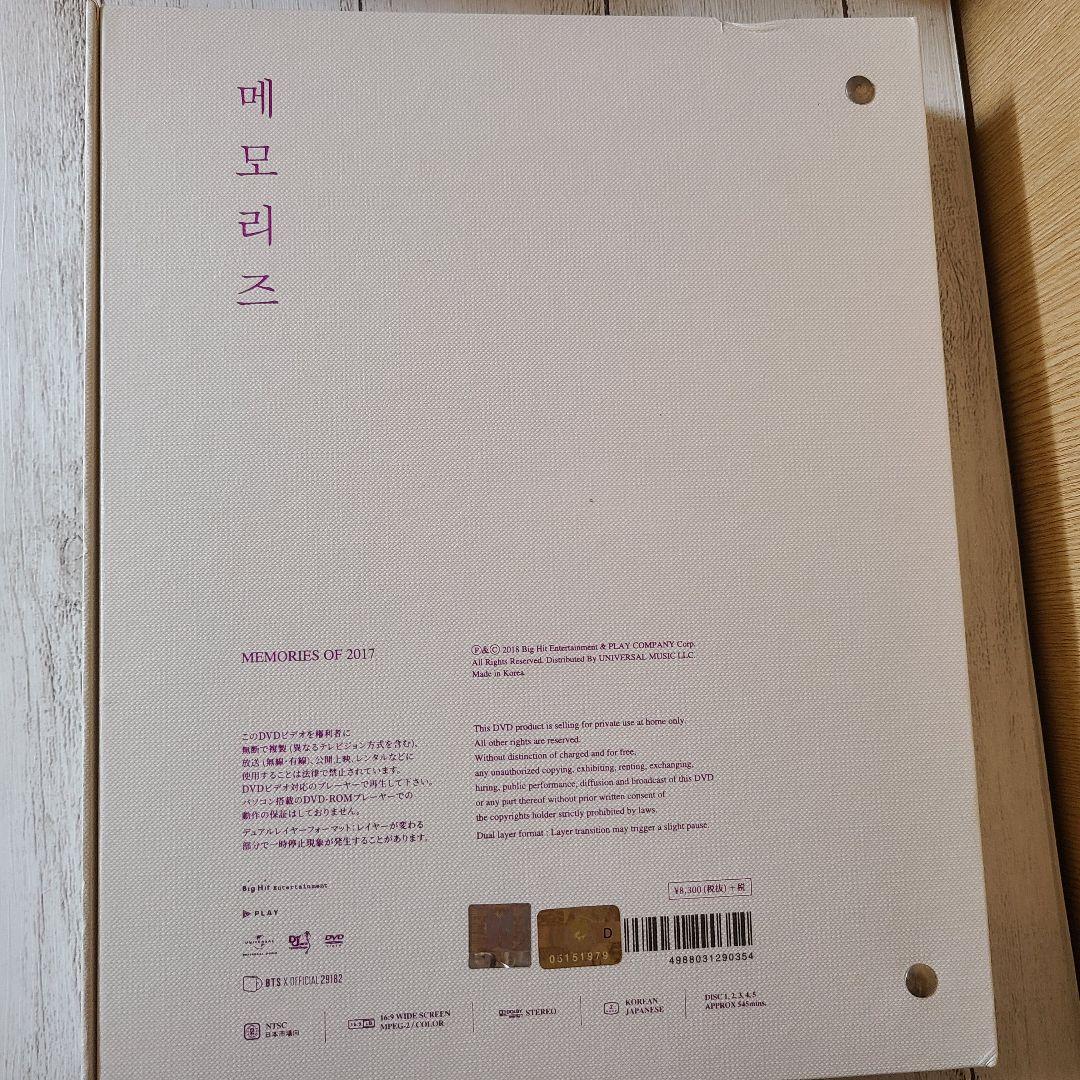 메모리즈
MEMORIES OF 2017
Ⓟ&Ⓒ 2018 Big Hit Entertainment & PLAY COMPANY Corp.
All Rights Reserved. Distributed By UNIVERSAL MUSIC LLC.
Made in Korea
このDVDビデオを権利者に
無断で複製(異なるテレビジョン方式を含む)、
放送(無線・有線)、公開上映、レンタルなどに
使用することは法律で禁止されています。
DVDビデオ対応のプレーヤーで再生して下さい。
パソコン搭載のDVD-ROMプレーヤーでの
動作の保証はしておりません。
デュアルレイヤーフォーマット:レイヤーが変わる
部分で一時停止現象が発生することがあります。
This DVD product is selling for private use at home only.
All other rights are reserved.
Without distinction of charged and for free,
any unauthorized copying, exhibiting, renting, exchanging,
hiring, public performance, diffusion and broadcast of this DVD
or any part thereof without prior written consent of
the copyrights holder strictly prohibited by laws.
Dual layer format : Layer transition may trigger a slight pause.
Big Hit Entertainment
PLAY
UNIVERSAL
Def Jam
DVD
BTS X OFFICIAL 29182
¥8,300(税抜)+税
D
05151979
4988031290354
NTSC
日本市場向
16:9 LB
16:9 WIDE SCREEN
MPEG-2 / COLOR
DOLBY
STEREO
2
KOREAN
JAPANESE
DISC 1, 2, 3, 4, 5
APPROX 545mins.